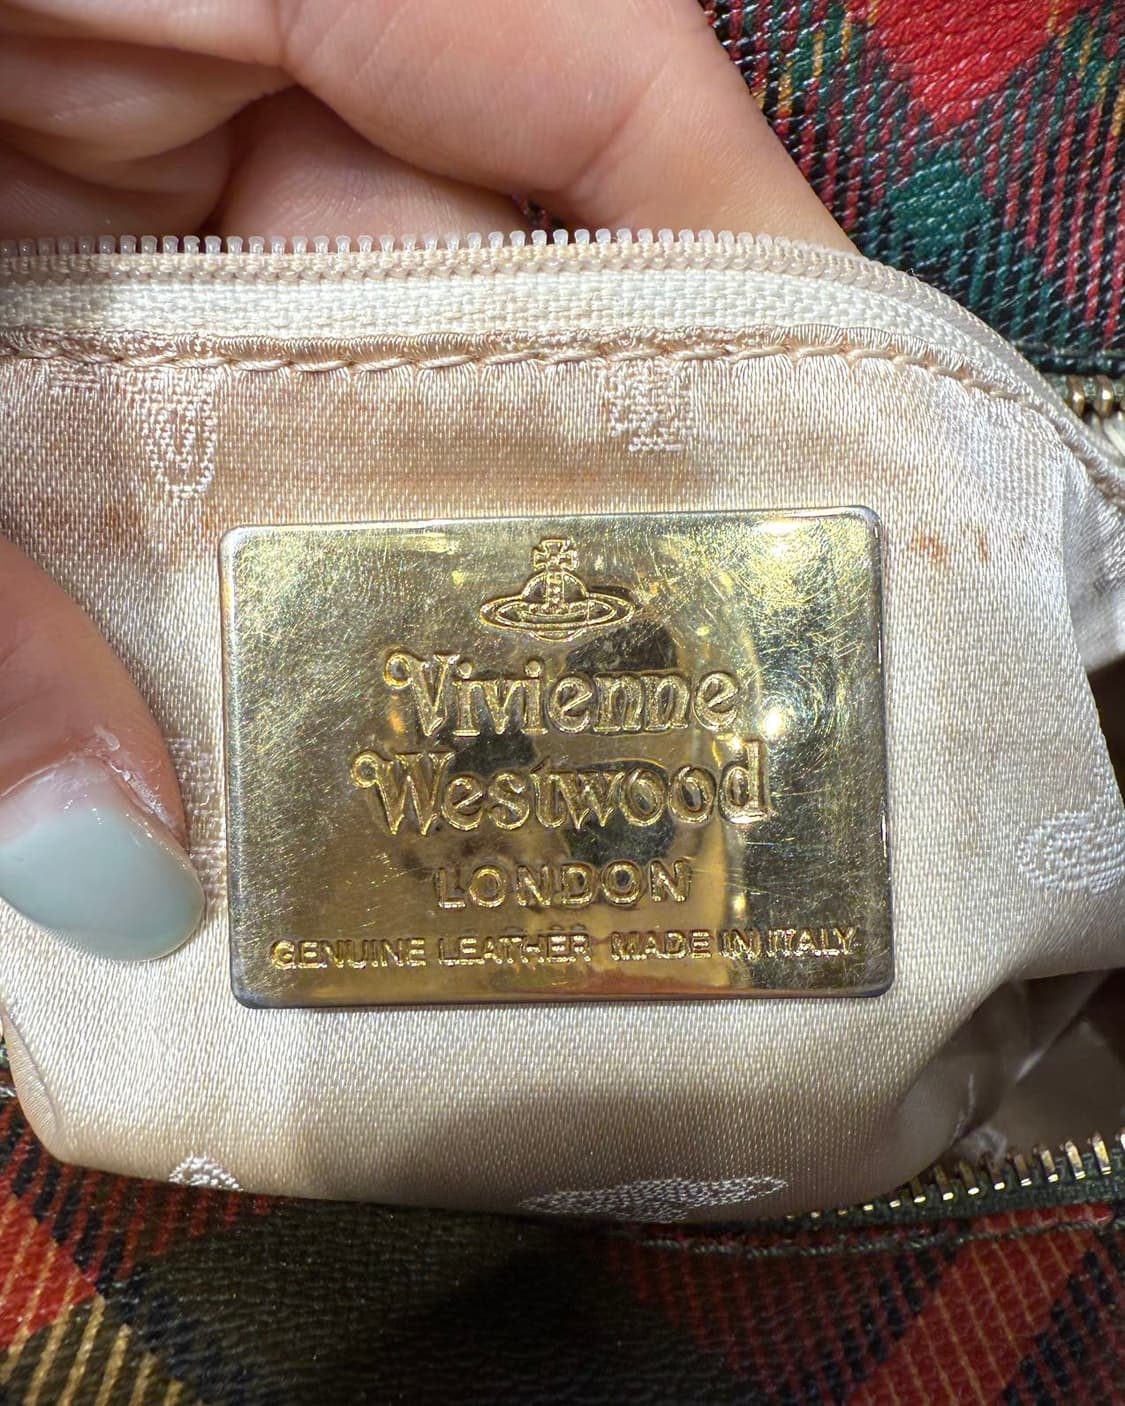 Vivienne
Westwood
LONDON
GENUINE LEATHER MADE IN ITALY